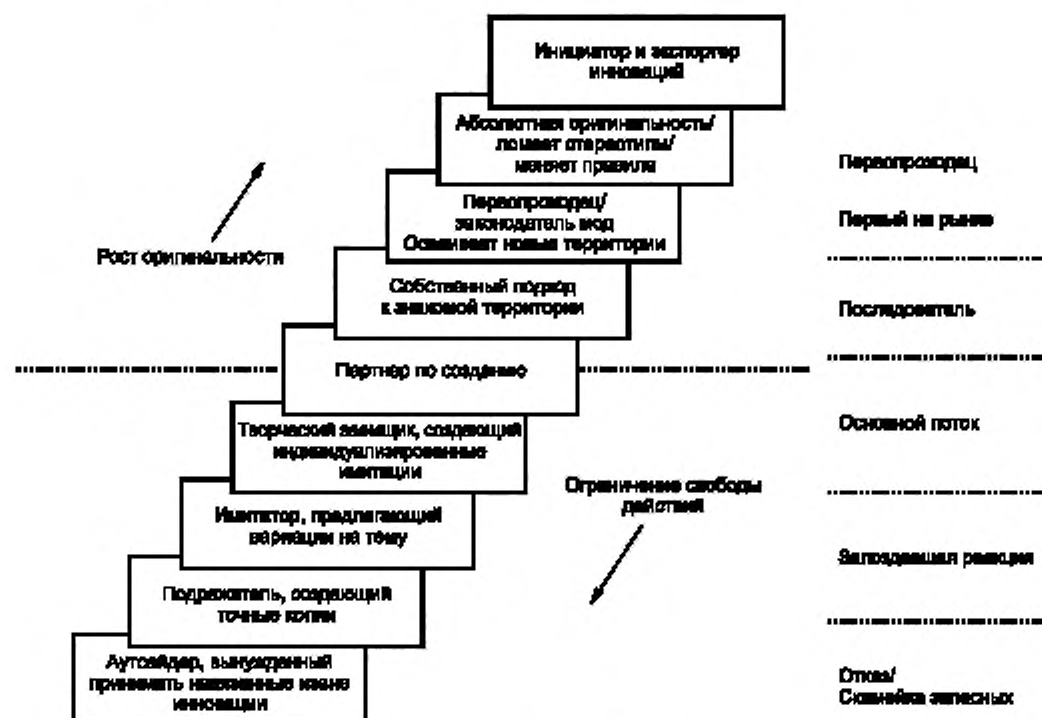 Инициатор и экспортер
инноваций
Абсолютная оригинальность/
ломает стереотипы/
меняет правила
Первопроходец
Первопроходец/
законодатель мод
Осваивает новые территории
Первый на рынке
Рост оригинальности
Собственный подход
к знакомой территории
Последователь
Партнер по созданию
Творческий заимщик, создающий
индивидуализированные
имитации
Основной поток
Ограничение свободы
действий
Имитатор, предлагающий
вариации на тему
Запоздавшая реакция
Подражатель, создающий
точные копии
Аутсайдер, вынужденный
принимать навязанные извне
инновации
Отказ/
Скамейка запасных